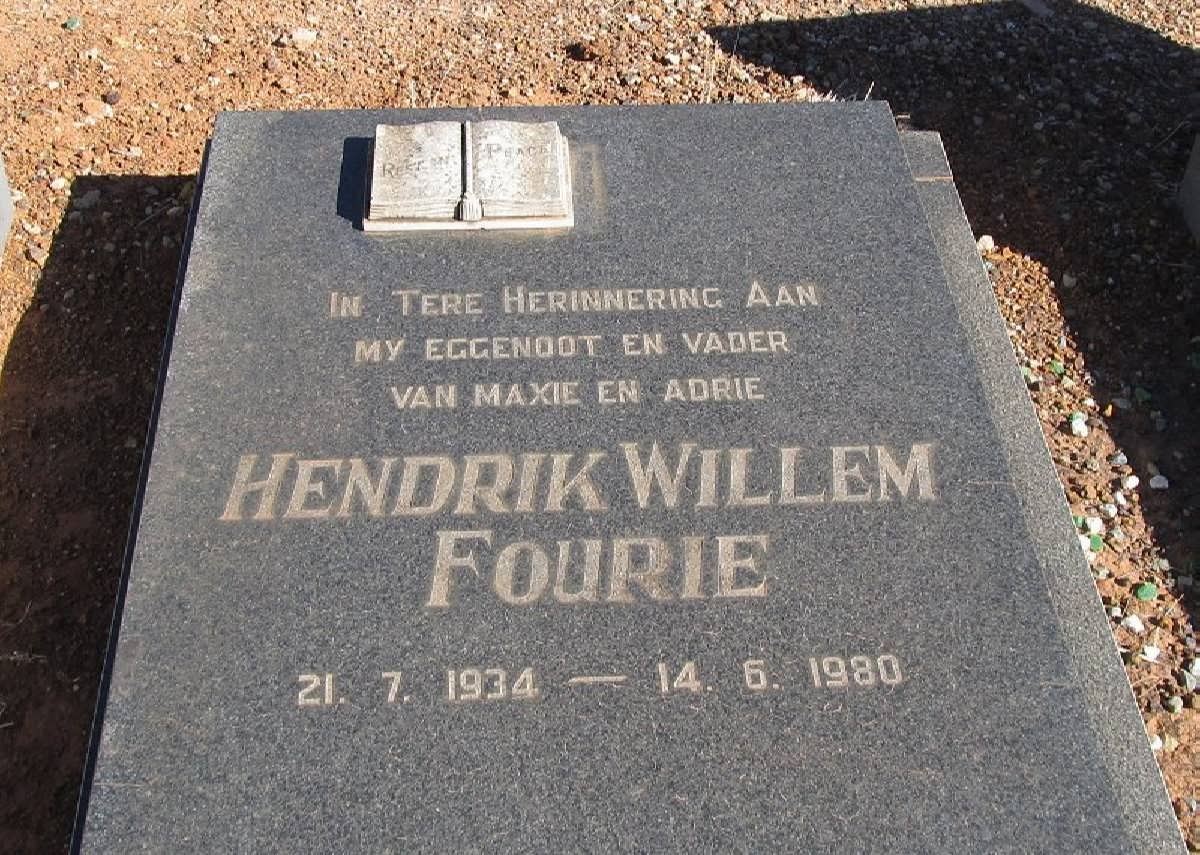 REST IN PEACE
IN TERE HERINNERING AAN
MY EGGENOOT EN VADER
VAN MAXIE EN ADRIE
HENDRIK WILLEM
FOURIE
21. 7. 1934 — 14. 6. 1980